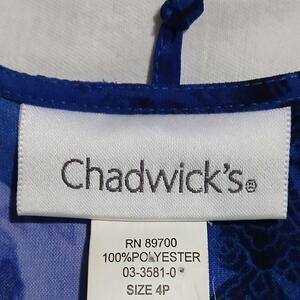 Chadwick's®
RN 89700
100%POLYESTER
03-3581-0
SIZE 4P